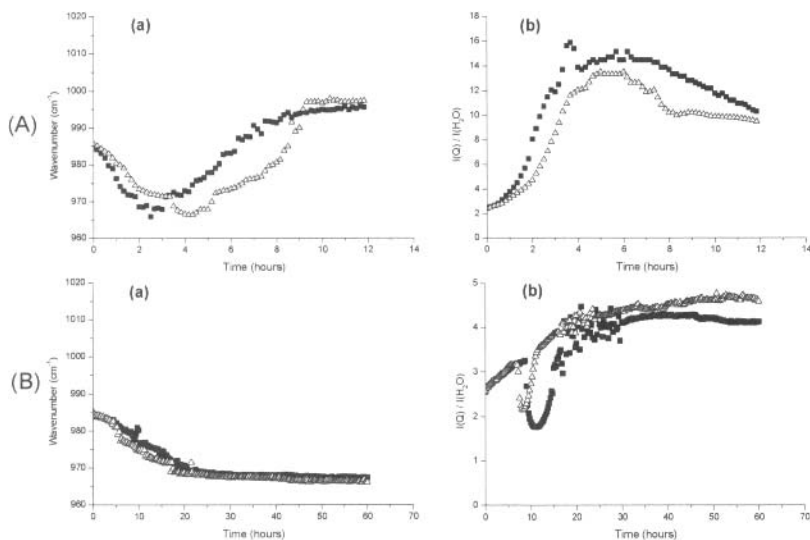 (A)
(a)
Wavenumber (cm⁻¹)
1020
1010
1000
990
980
970
960
0 2 4 6 8 10 12 14
Time (hours)
(b)
I(Q) / I(H₂O)
18
16
14
12
10
8
6
4
2
0
0 2 4 6 8 10 12 14
Time (hours)
(B)
(a)
Wavenumber (cm⁻¹)
1020
1010
1000
990
980
970
960
0 10 20 30 40 50 60 70
Time (hours)
(b)
I(Q) / I(H₂O)
5
4
3
2
1
0
0 10 20 30 40 50 60 70
Time (hours)